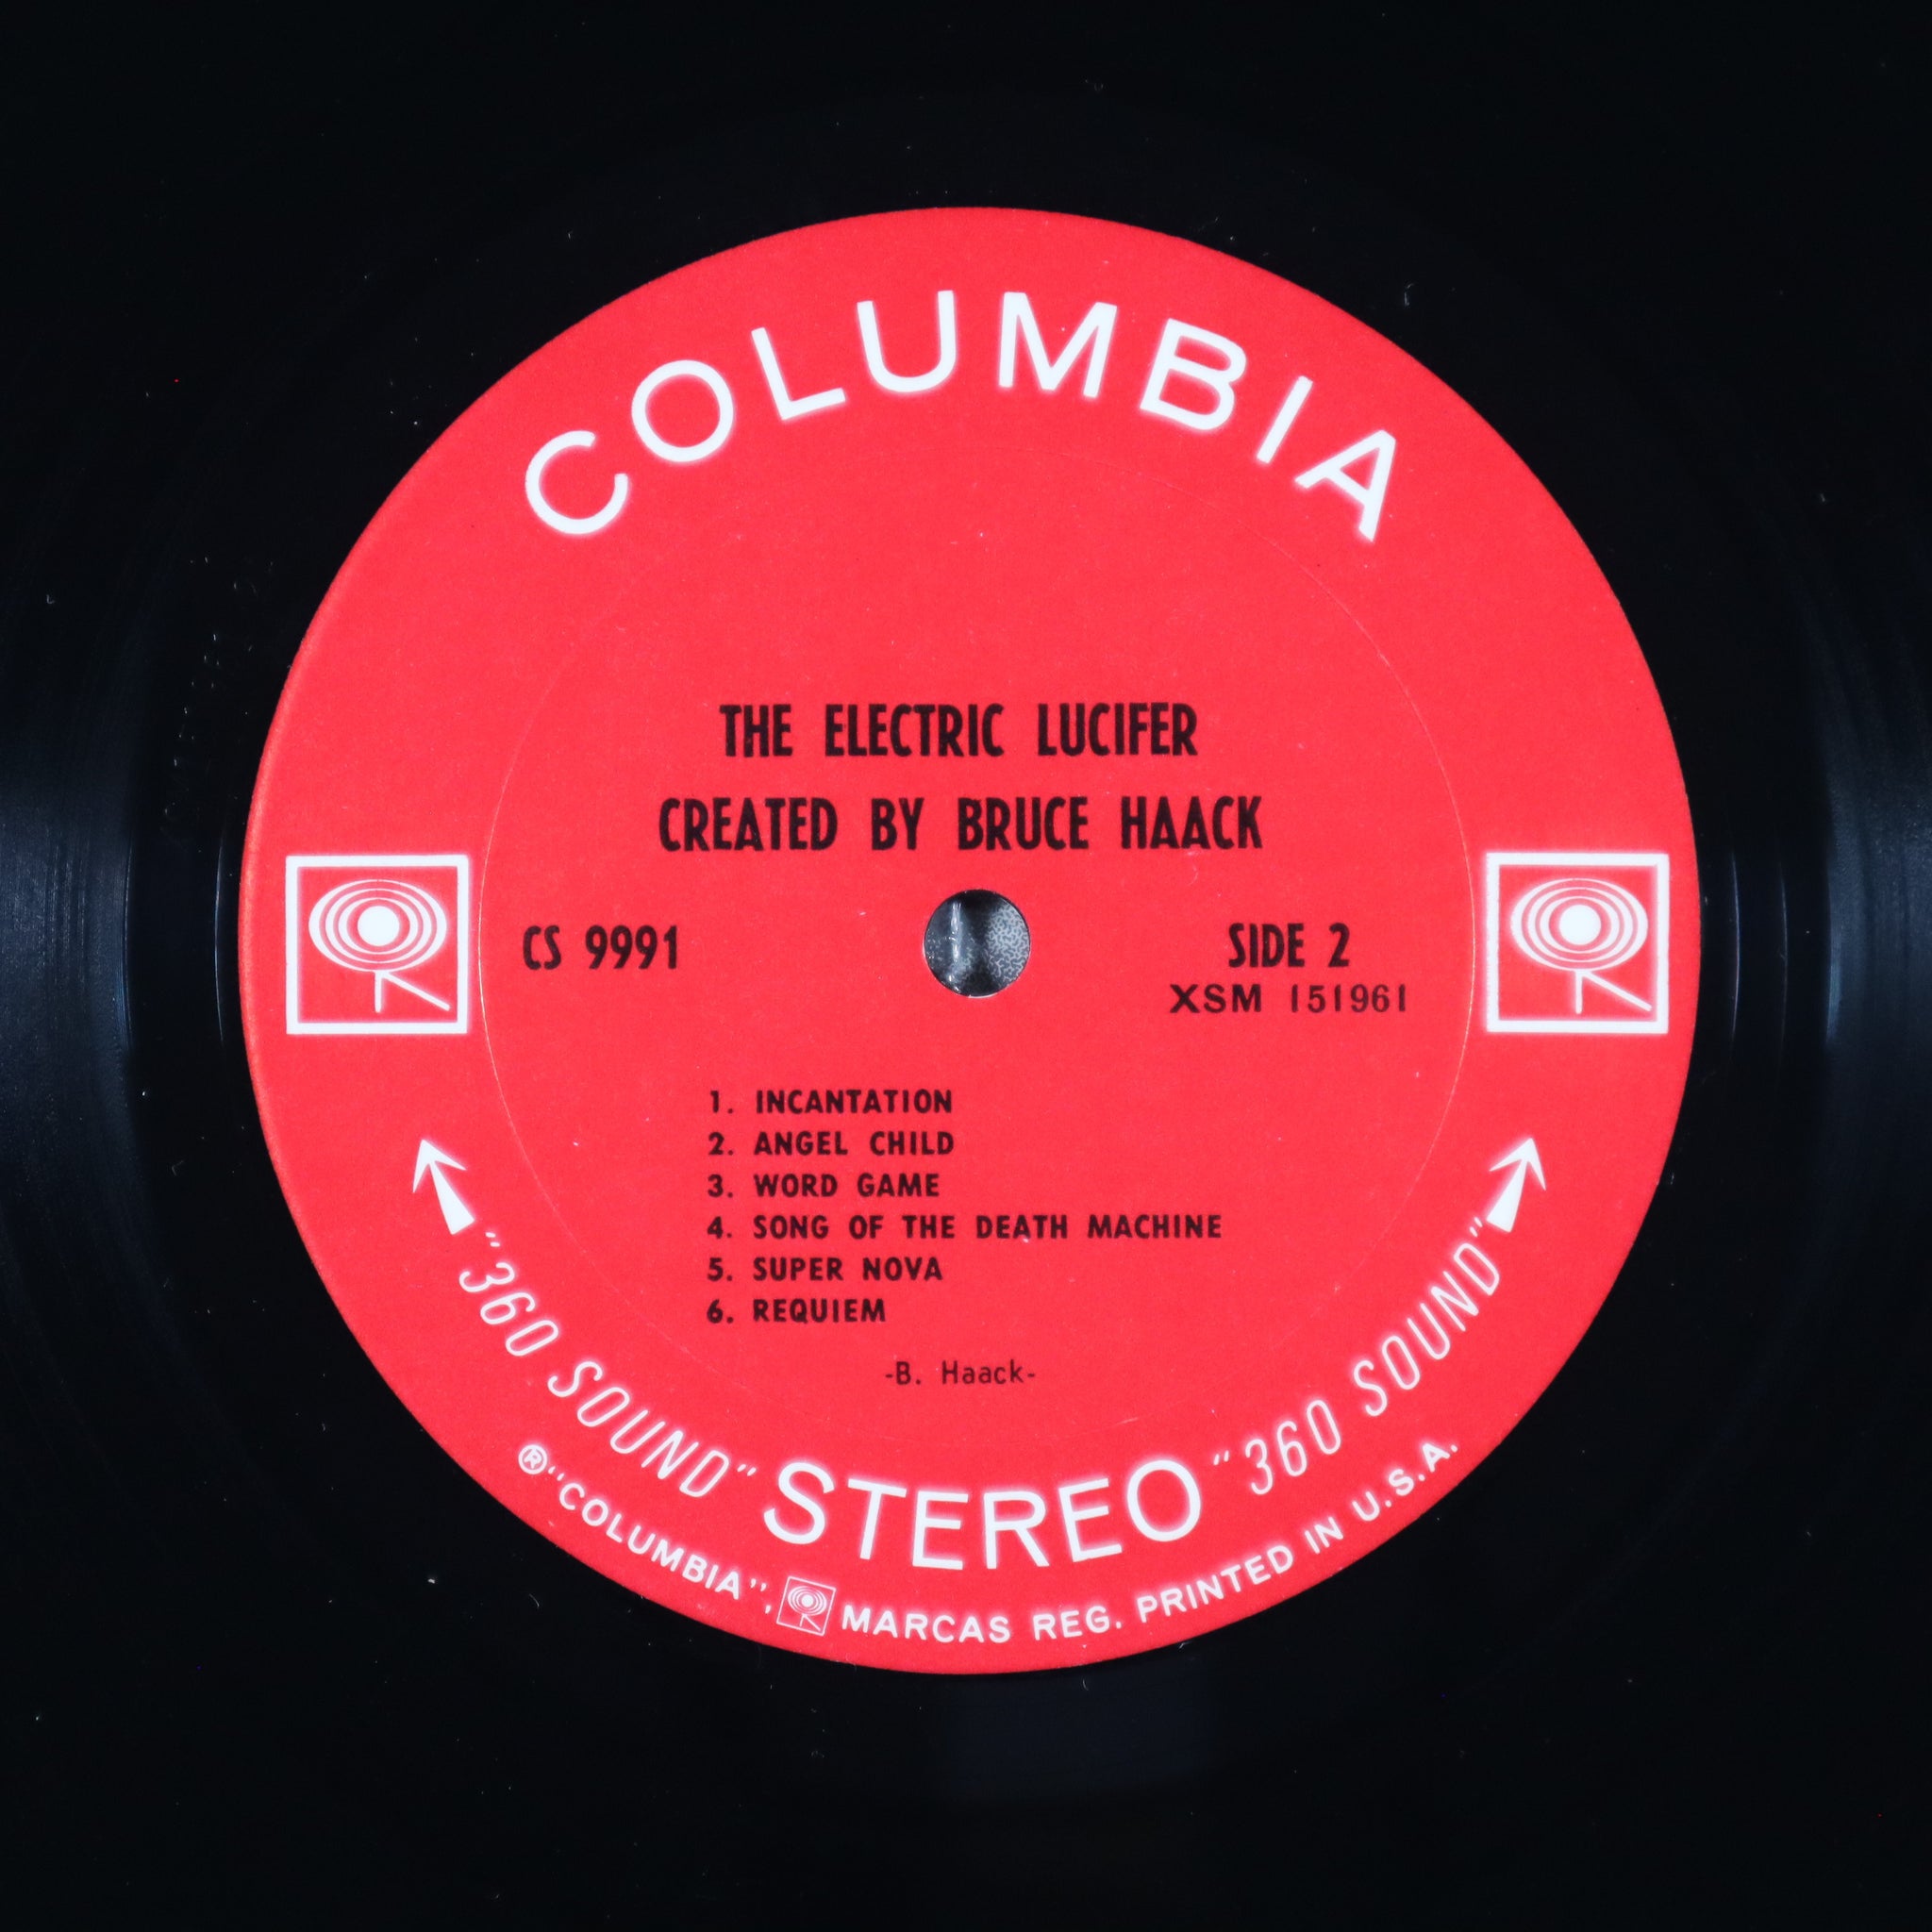 COLUMBIA
THE ELECTRIC LUCIFER
CREATED BY BRUCE HAACK
CS 9991
SIDE 2
XSM 151961
1. INCANTATION
2. ANGEL CHILD
3. WORD GAME
4. SONG OF THE DEATH MACHINE
5. SUPER NOVA
6. REQUIEM
-B. Haack-
"360 SOUND" STEREO "360 SOUND"
®"COLUMBIA", MARCAS REG. PRINTED IN U.S.A.